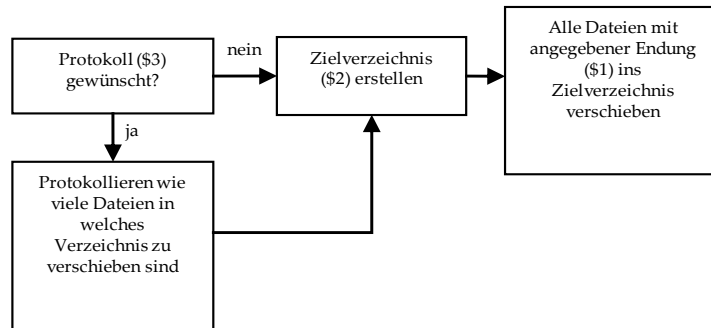 Protokoll ($3)
gewünscht?
nein
Zielverzeichnis
($2) erstellen
Alle Dateien mit
angegebener Endung
($1) ins
Zielverzeichnis
verschieben
ja
Protokollieren wie
viele Dateien in
welches
Verzeichnis zu
verschieben sind